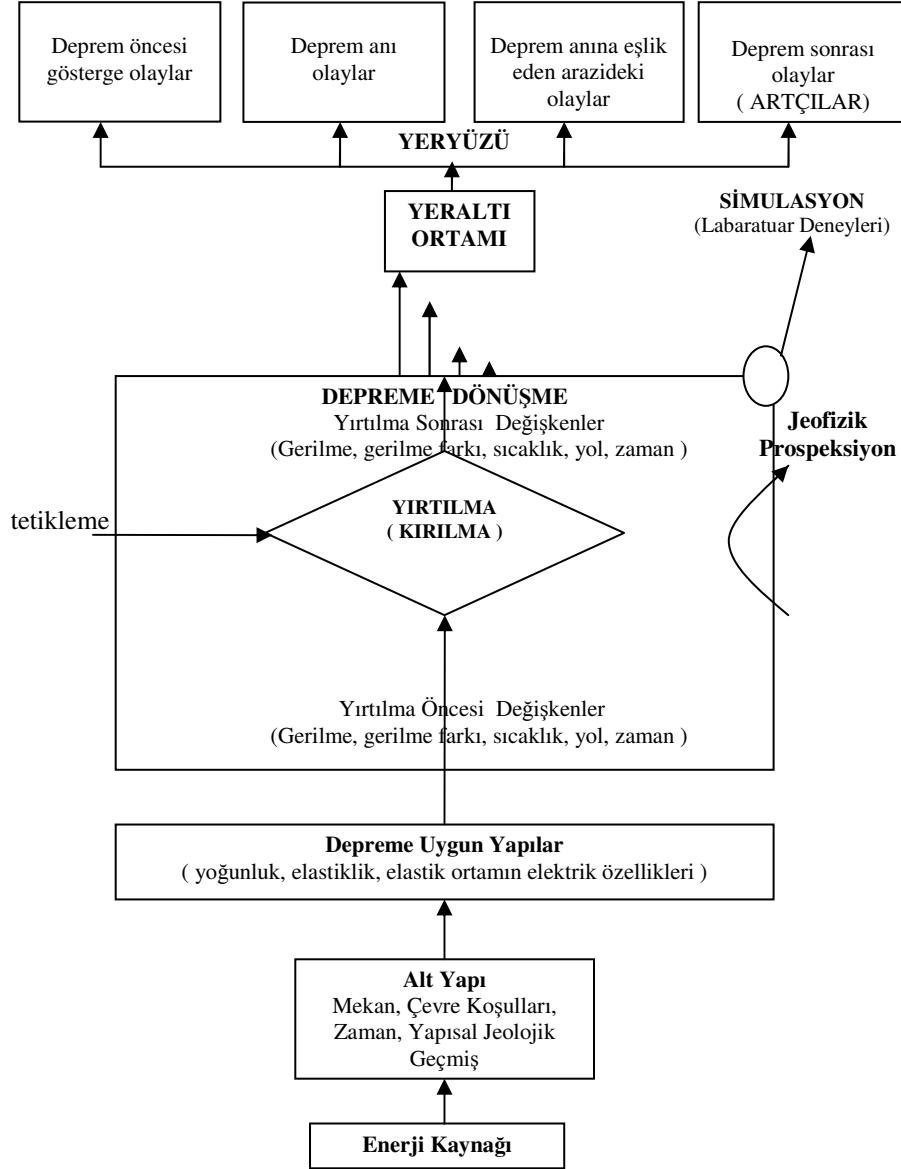 Deprem öncesi
gösterge olaylar
Deprem anı
olaylar
Deprem anına eşlik
eden arazideki
olaylar
Deprem sonrası
olaylar
( ARTÇILAR)
YERYÜZÜ
YERALTI
ORTAMI
SİMULASYON
(Labaratuar Deneyleri)
DEPREME DÖNÜŞME
Yırtılma Sonrası Değişkenler
(Gerilme, gerilme farkı, sıcaklık, yol, zaman )
Jeofizik
Prospeksiyon
YIRTILMA
( KIRILMA )
tetikleme
Yırtılma Öncesi Değişkenler
(Gerilme, gerilme farkı, sıcaklık, yol, zaman )
Depreme Uygun Yapılar
( yoğunluk, elastiklik, elastik ortamın elektrik özellikleri )
Alt Yapı
Mekan, Çevre Koşulları,
Zaman, Yapısal Jeolojik
Geçmiş
Enerji Kaynağı